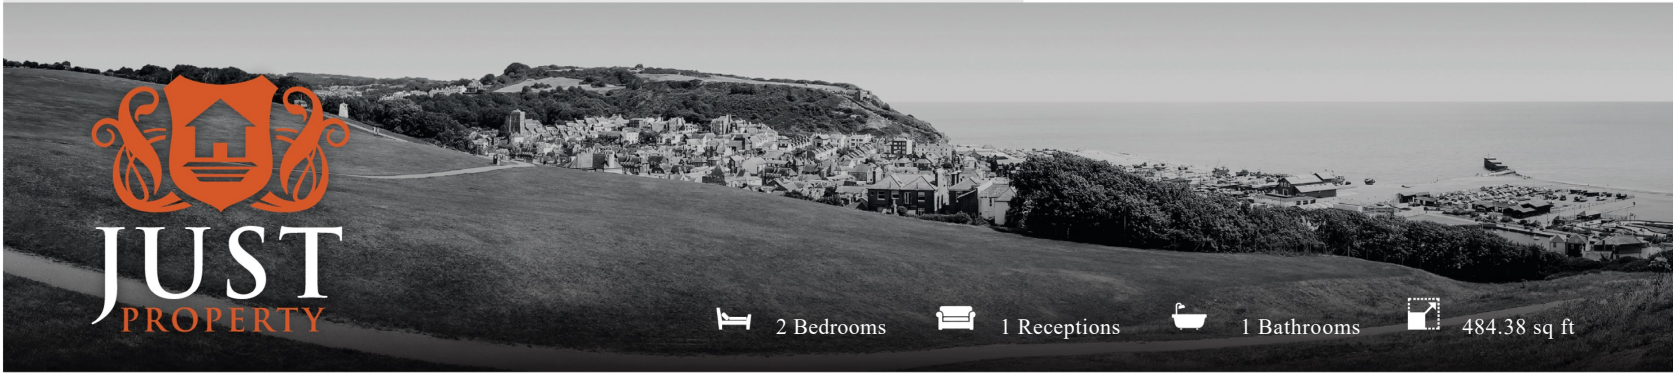 JUST
PROPERTY
2 Bedrooms
1 Receptions
1 Bathrooms
484.38 sq ft